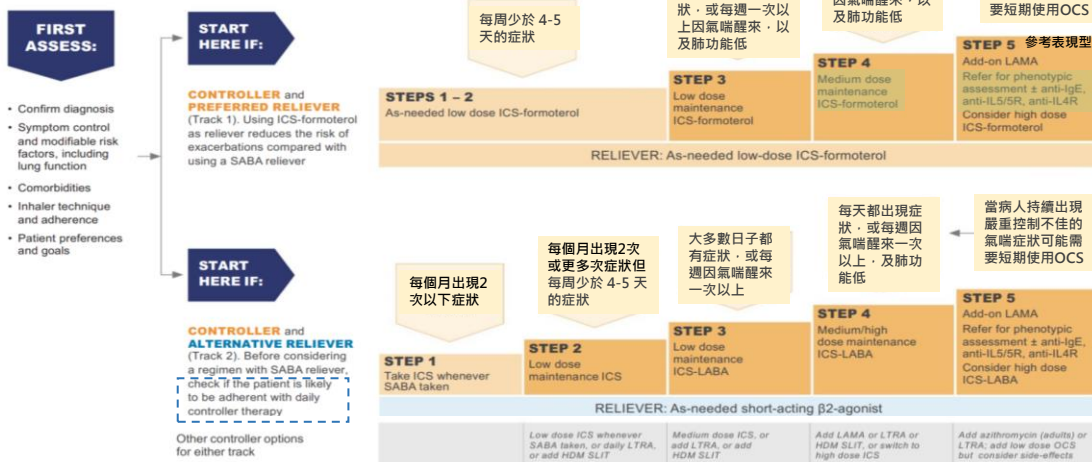 FIRST
ASSESS:
• Confirm diagnosis
• Symptom control
and modifiable risk
factors, including
lung function
• Comorbidities
• Inhaler technique
and adherence
• Patient preferences
and goals
START
HERE IF:
CONTROLLER and
PREFERRED RELIEVER
(Track 1). Using ICS-formoterol
as reliever reduces the risk of
exacerbations compared with
using a SABA reliever
每周少於 4-5
天的症狀
狀，或每週一次以
上因氣喘醒來，以
及肺功能低
及肺功能低
要短期使用OCS
參考表現型
STEPS 1 – 2
As-needed low dose ICS-formoterol
STEP 3
Low dose
maintenance
ICS-formoterol
STEP 4
Medium dose
maintenance
ICS-formoterol
STEP 5
Add-on LAMA
Refer for phenotypic
assessment ± anti-IgE,
anti-IL5/5R, anti-IL4R
Consider high dose
ICS-formoterol
RELIEVER: As-needed low-dose ICS-formoterol
START
HERE IF:
CONTROLLER and
ALTERNATIVE RELIEVER
(Track 2). Before considering
a regimen with SABA reliever,
check if the patient is likely
to be adherent with daily
controller therapy
Other controller options
for either track
每個月出現2
次以下症狀
每個月出現2次
或更多次症狀但
每周少於 4-5 天
的症狀
大多數日子都
有症狀，或每
週因氣喘醒來
一次以上
每天都出現症
狀，或每週因
氣喘醒來一次
以上，及肺功
能低
當病人持續出現
嚴重控制不佳的
氣喘症狀可能需
要短期使用OCS
STEP 1
Take ICS whenever
SABA taken
STEP 2
Low dose
maintenance ICS
STEP 3
Low dose
maintenance
ICS-LABA
STEP 4
Medium/high
dose maintenance
ICS-LABA
STEP 5
Add-on LAMA
Refer for phenotypic
assessment ± anti-IgE,
anti-IL5/5R, anti-IL4R
Consider high dose
ICS-LABA
RELIEVER: As-needed short-acting β2-agonist
Low dose ICS whenever
SABA taken, or daily LTRA,
or add HDM SLIT
Medium dose ICS, or
add LTRA, or add
HDM SLIT
Add LAMA or LTRA or
HDM SLIT, or switch to
high dose ICS
Add azithromycin (adults) or
LTRA; add low dose OCS
but consider side-effects